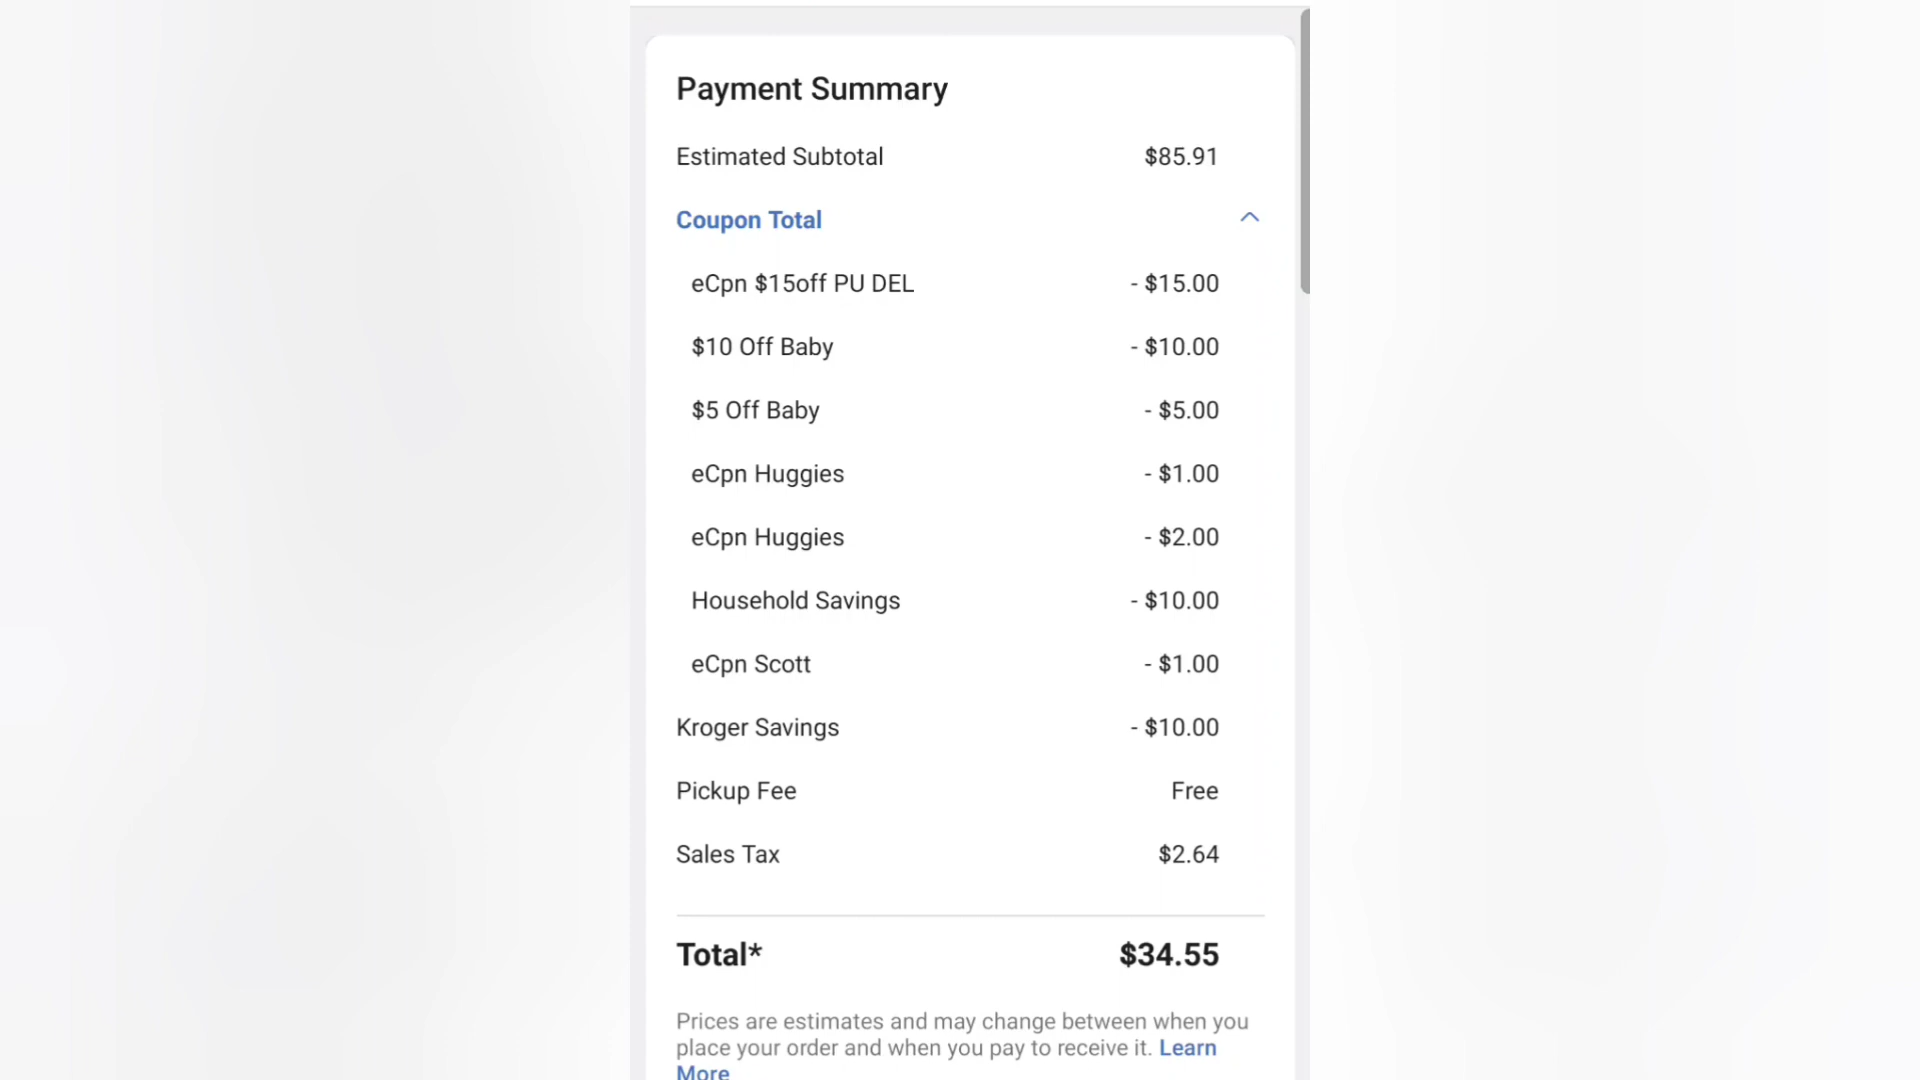 Payment Summary
Estimated Subtotal $85.91
Coupon Total
eCpn $15off PU DEL - $15.00
$10 Off Baby - $10.00
$5 Off Baby - $5.00
eCpn Huggies - $1.00
eCpn Huggies - $2.00
Household Savings - $10.00
eCpn Scott - $1.00
Kroger Savings - $10.00
Pickup Fee Free
Sales Tax $2.64
Total* $34.55
Prices are estimates and may change between when you
place your order and when you pay to receive it. Learn
More